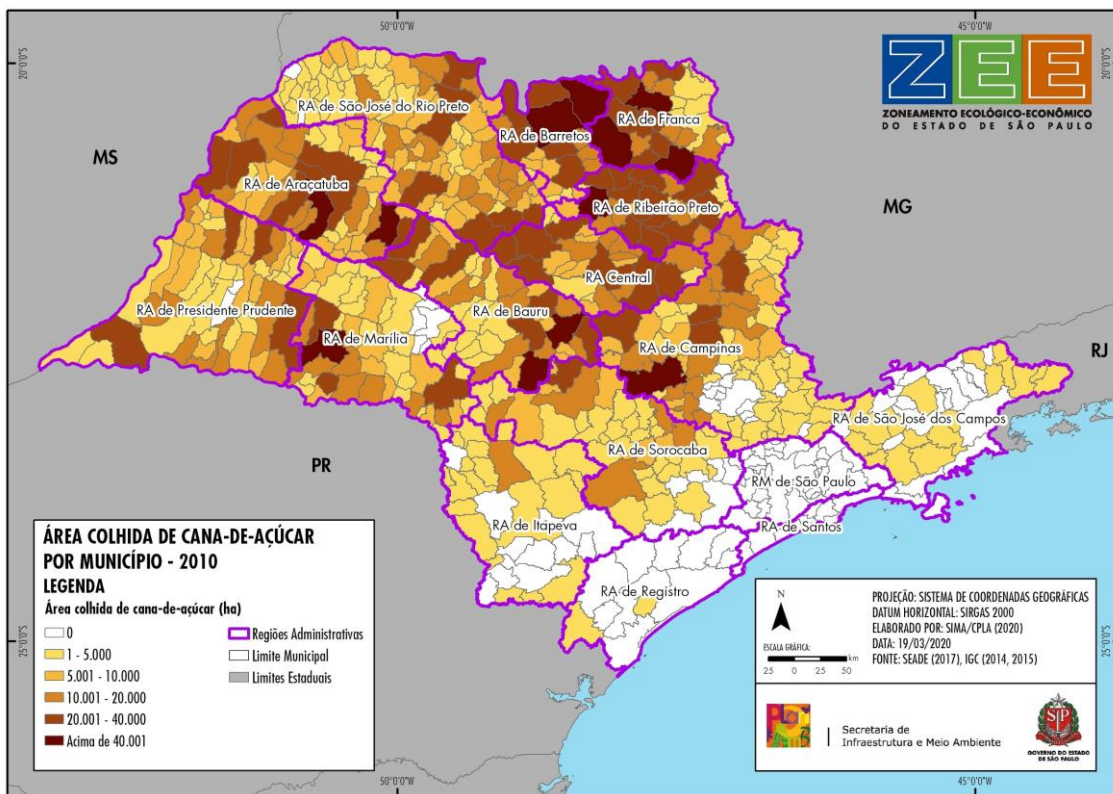 50°0'0"W
45°0'0"W
20°0'0"S
20°0'0"S
ZEE
ZONEAMENTO ECOLÓGICO-ECONÔMICO
DO ESTADO DE SÃO PAULO
RA de São José do Rio Preto
RA de Barretos
RA de Franca
MS
RA de Araçatuba
RA de Ribeirão Preto
MG
RA Central
RA de Presidente Prudente
RA de Bauru
RA de Marília
RA de Campinas
RJ
RA de São José dos Campos
RA de Sorocaba
PR
RM de São Paulo
RA de Itapeva
RA de Santos
RA de Registro
ÁREA COLHIDA DE CANA-DE-AÇÚCAR
POR MUNICÍPIO - 2010
LEGENDA
Área colhida de cana-de-açúcar (ha)
0
1 - 5.000
5.001 - 10.000
10.001 - 20.000
20.001 - 40.000
Acima de 40.001
Regiões Administrativas
Limite Municipal
Limites Estaduais
N
ESCALA GRÁFICA:
25 0 25 50 km
PROJEÇÃO: SISTEMA DE COORDENADAS GEOGRÁFICAS
DATUM HORIZONTAL: SIRGAS 2000
ELABORADO POR: SIMA/CPLA (2020)
DATA: 19/03/2020
FONTE: SEADE (2017), IGC (2014, 2015)
Secretaria de
Infraestrutura e Meio Ambiente
SP
GOVERNO DO ESTADO
DE SÃO PAULO
25°0'0"S
25°0'0"S
50°0'0"W
45°0'0"W